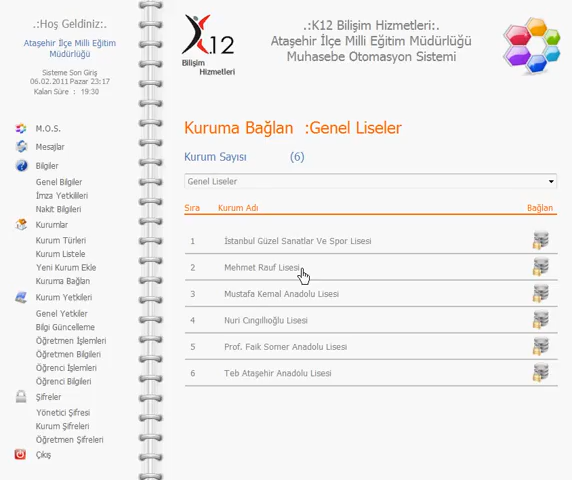 .:Hoş Geldiniz:.
Ataşehir İlçe Milli Eğitim
Müdürlüğü
Sisteme Son Giriş
06.02.2011 Pazar 23:17
Kalan Süre : 19:30
M.O.S.
Mesajlar
Bilgiler
Genel Bilgiler
İmza Yetkilileri
Nakit Bilgileri
Kurumlar
Kurum Türleri
Kurum Listele
Yeni Kurum Ekle
Kuruma Bağlan
Kurum Yetkileri
Genel Yetkiler
Bilgi Güncelleme
Öğretmen İşlemleri
Öğretmen Bilgileri
Öğrenci İşlemleri
Öğrenci Bilgileri
Şifreler
Yönetici Şifresi
Kurum Şifreleri
Öğretmen Şifreleri
Çıkış
K12
Bilişim
Hizmetleri
.:K12 Bilişim Hizmetleri:.
Ataşehir İlçe Milli Eğitim Müdürlüğü
Muhasebe Otomasyon Sistemi
Kuruma Bağlan :Genel Liseler
Kurum Sayısı (6)
Genel Liseler
Sıra Kurum Adı Bağlan
1 İstanbul Güzel Sanatlar Ve Spor Lisesi
2 Mehmet Rauf Lisesi
3 Mustafa Kemal Anadolu Lisesi
4 Nuri Cıngıllıoğlu Lisesi
5 Prof. Faik Somer Anadolu Lisesi
6 Teb Ataşehir Anadolu Lisesi